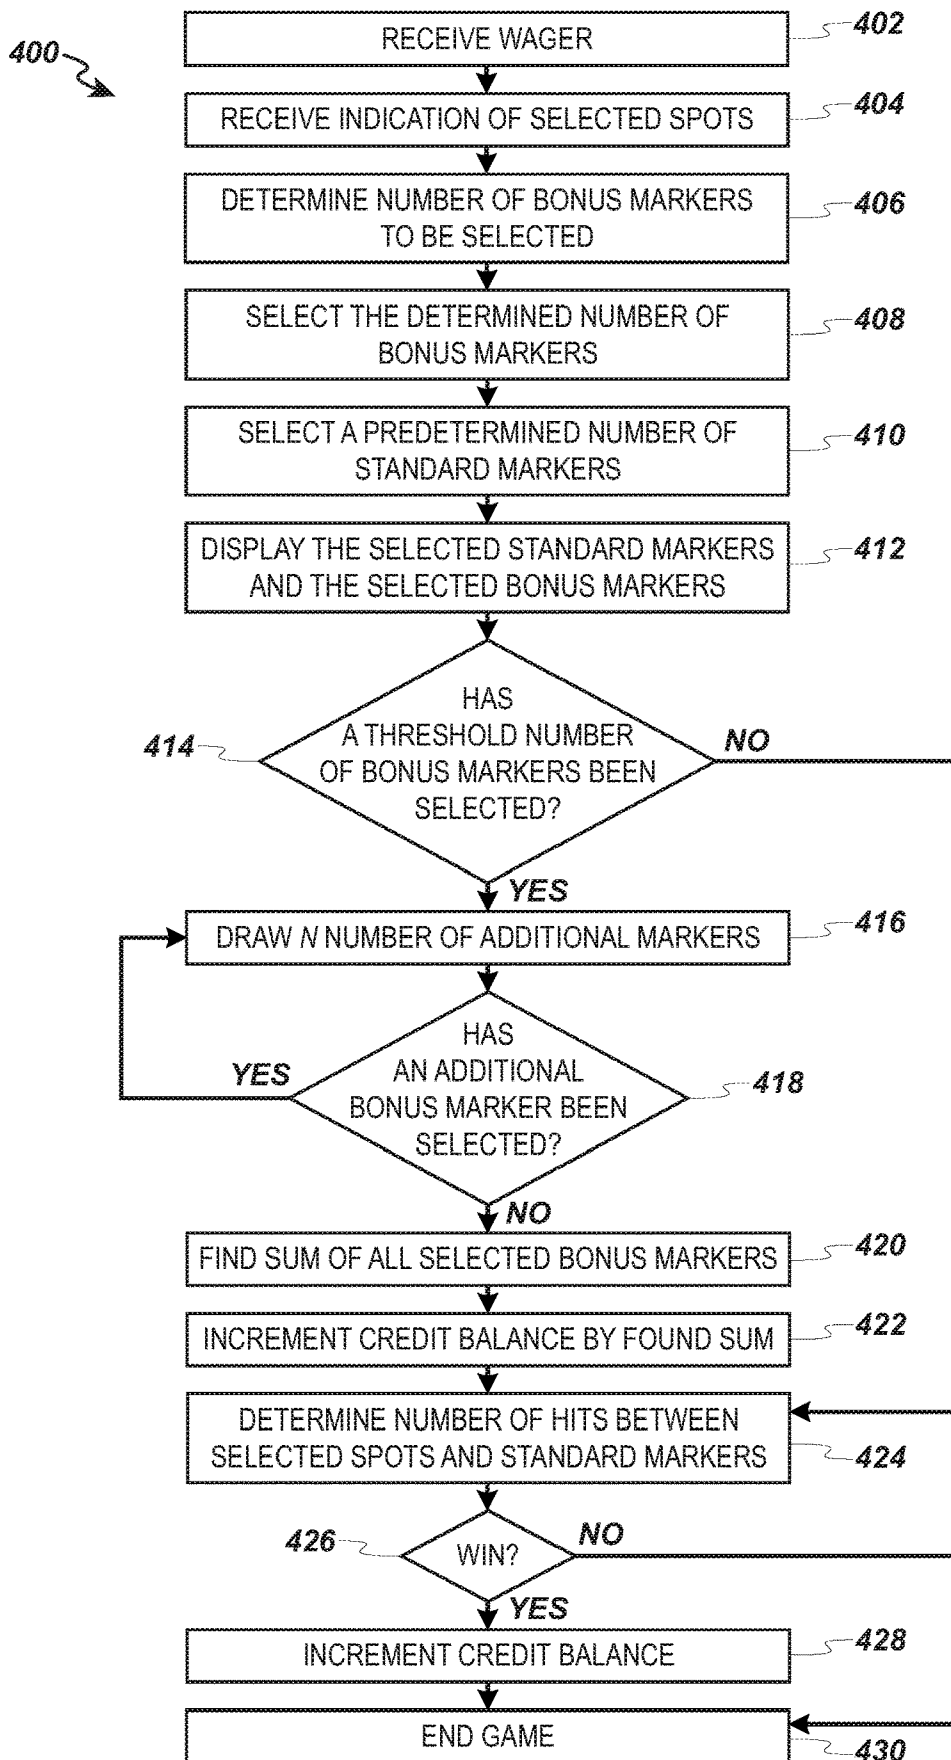 400
RECEIVE WAGER
402
RECEIVE INDICATION OF SELECTED SPOTS
404
DETERMINE NUMBER OF BONUS MARKERS
TO BE SELECTED
406
SELECT THE DETERMINED NUMBER OF
BONUS MARKERS
408
SELECT A PREDETERMINED NUMBER OF
STANDARD MARKERS
410
DISPLAY THE SELECTED STANDARD MARKERS
AND THE SELECTED BONUS MARKERS
412
HAS
A THRESHOLD NUMBER
OF BONUS MARKERS BEEN
SELECTED?
414
NO
YES
DRAW N NUMBER OF ADDITIONAL MARKERS
416
HAS
AN ADDITIONAL
BONUS MARKER BEEN
SELECTED?
YES
418
NO
FIND SUM OF ALL SELECTED BONUS MARKERS
420
INCREMENT CREDIT BALANCE BY FOUND SUM
422
DETERMINE NUMBER OF HITS BETWEEN
SELECTED SPOTS AND STANDARD MARKERS
424
426
WIN?
NO
YES
INCREMENT CREDIT BALANCE
428
END GAME
430